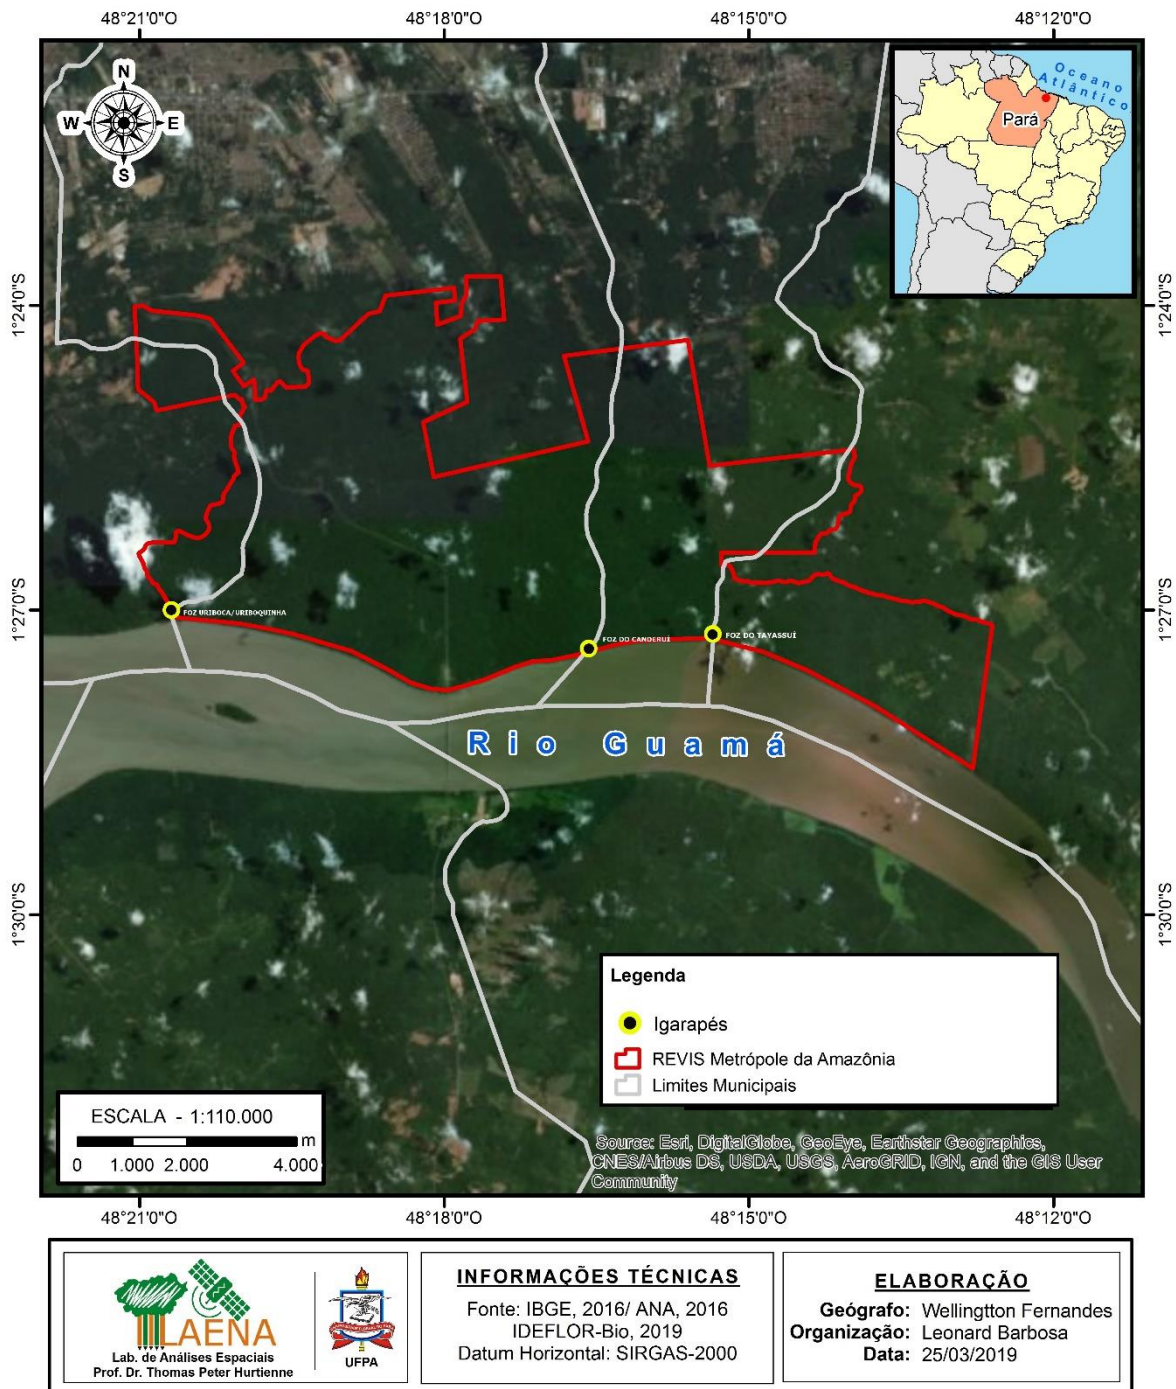 48°21'0"O
48°18'0"O
48°15'0"O
48°12'0"O
N
W
E
S
Oceano
Atlântico
Pará
1°24'0"S
1°24'0"S
1°27'0"S
1°27'0"S
FOZ URIBOCA/URIBOQUINHA
FOZ DO CANDERUÍ
FOZ DO TAYASSUÍ
Rio Guamá
1°30'0"S
1°30'0"S
Legenda
Igarapés
REVIS Metrópole da Amazônia
Limites Municipais
ESCALA - 1:110.000
m
0 1.000 2.000 4.000
Source: Esri, DigitalGlobe, GeoEye, Earthstar Geographics,
CNES/Airbus DS, USDA, USGS, AeroGRID, IGN, and the GIS User
Community
48°21'0"O
48°18'0"O
48°15'0"O
48°12'0"O
LAENA
Lab. de Análises Espaciais
Prof. Dr. Thomas Peter Hurtienne
UFPA
INFORMAÇÕES TÉCNICAS
Fonte: IBGE, 2016/ ANA, 2016
IDEFLOR-Bio, 2019
Datum Horizontal: SIRGAS-2000
ELABORAÇÃO
Geógrafo: Wellingtton Fernandes
Organização: Leonard Barbosa
Data: 25/03/2019